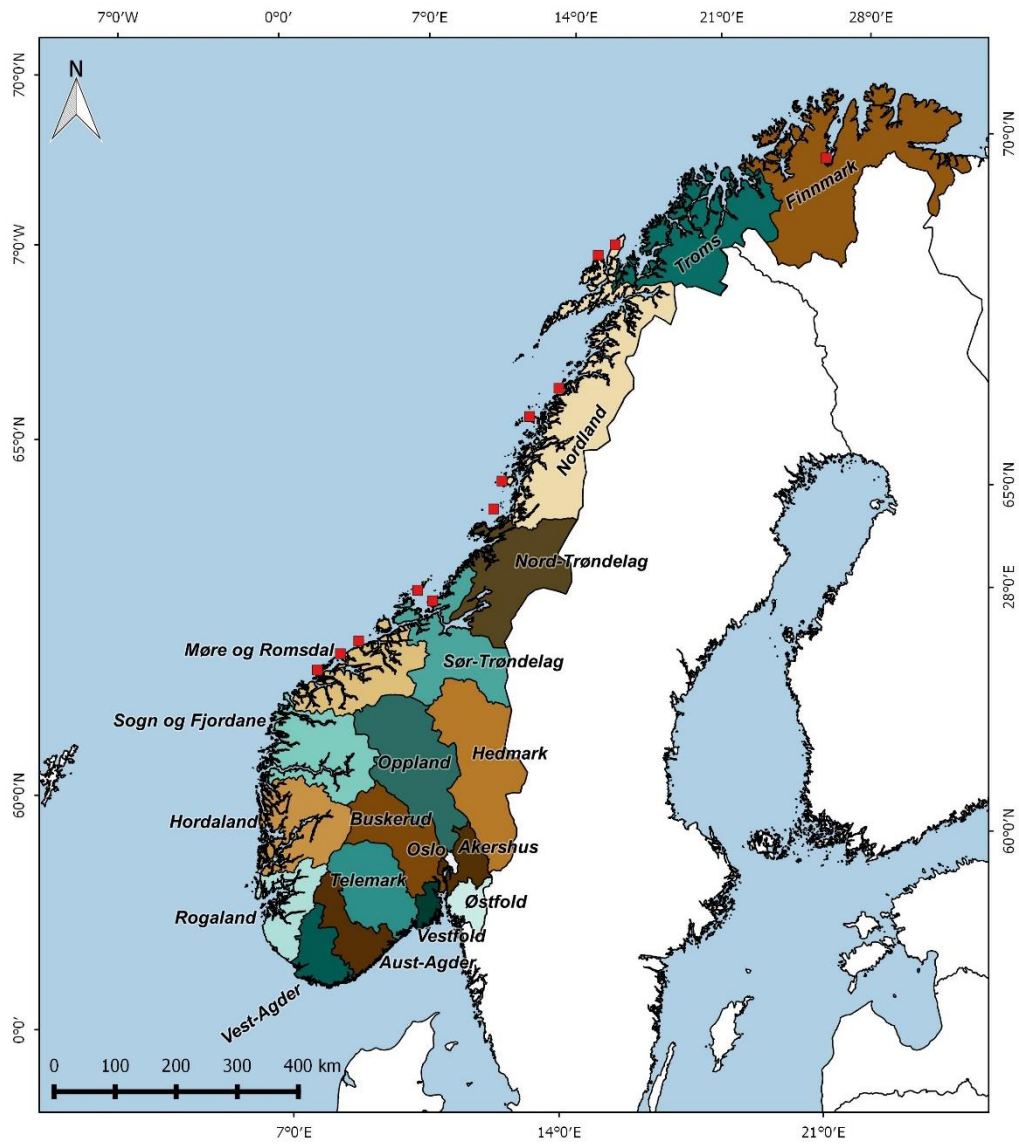 7°0'W 0°0' 7°0'E 14°0'E 21°0'E 28°0'E
70°0'N
N
70°0'N
Finnmark
Troms
7°0'W
65°0'N
Nordland
65°0'N
Nord-Trøndelag
28°0'E
Møre og Romsdal
Sør-Trøndelag
Sogn og Fjordane
Hedmark
Oppland
60°0'N
Hordaland
Buskerud
60°0'N
Oslo
Akershus
Telemark
Østfold
Rogaland
Vestfold
Aust-Agder
Vest-Agder
0°0'
0 100 200 300 400 km
7°0'E 14°0'E 21°0'E